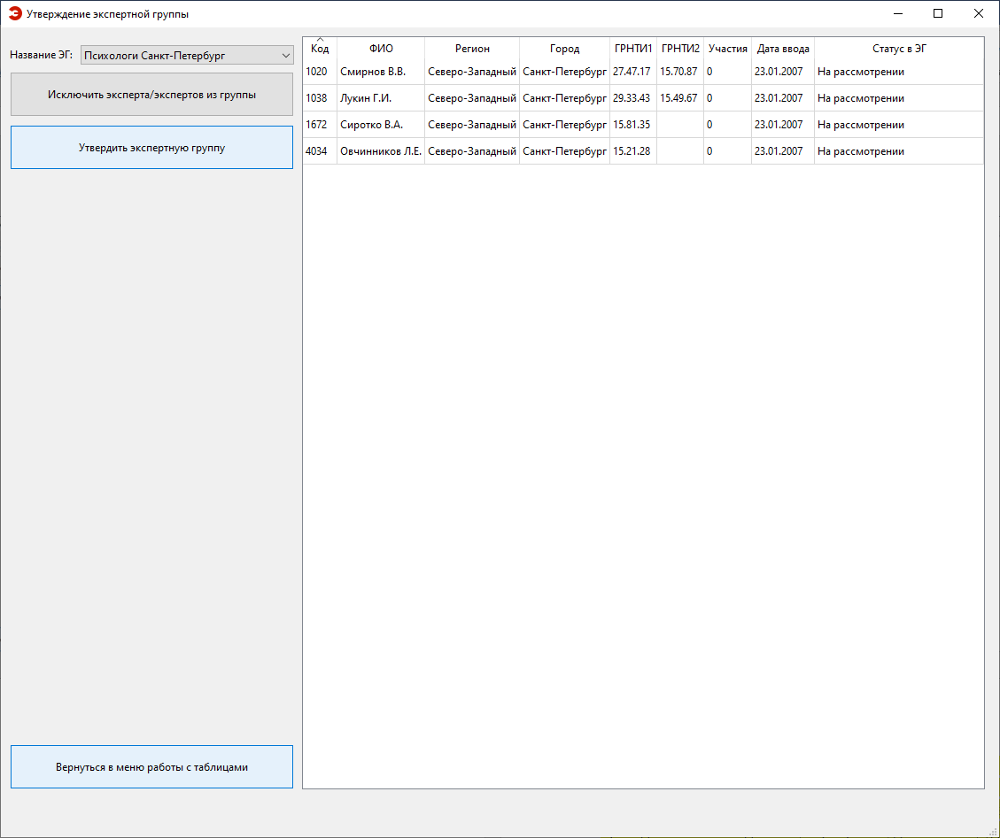 Утверждение экспертной группы
Название ЭГ: Психологи Санкт-Петербург
Исключить эксперта/экспертов из группы
Утвердить экспертную группу
Вернуться в меню работы с таблицами
Код ФИО Регион Город ГРНТИ1 ГРНТИ2 Участия Дата ввода Статус в ЭГ
1020 Смирнов В.В. Северо-Западный Санкт-Петербург 27.47.17 15.70.87 0 23.01.2007 На рассмотрении
1038 Лукин Г.И. Северо-Западный Санкт-Петербург 29.33.43 15.49.67 0 23.01.2007 На рассмотрении
1672 Сиротко В.А. Северо-Западный Санкт-Петербург 15.81.35 0 23.01.2007 На рассмотрении
4034 Овчинников Л.Е. Северо-Западный Санкт-Петербург 15.21.28 0 23.01.2007 На рассмотрении